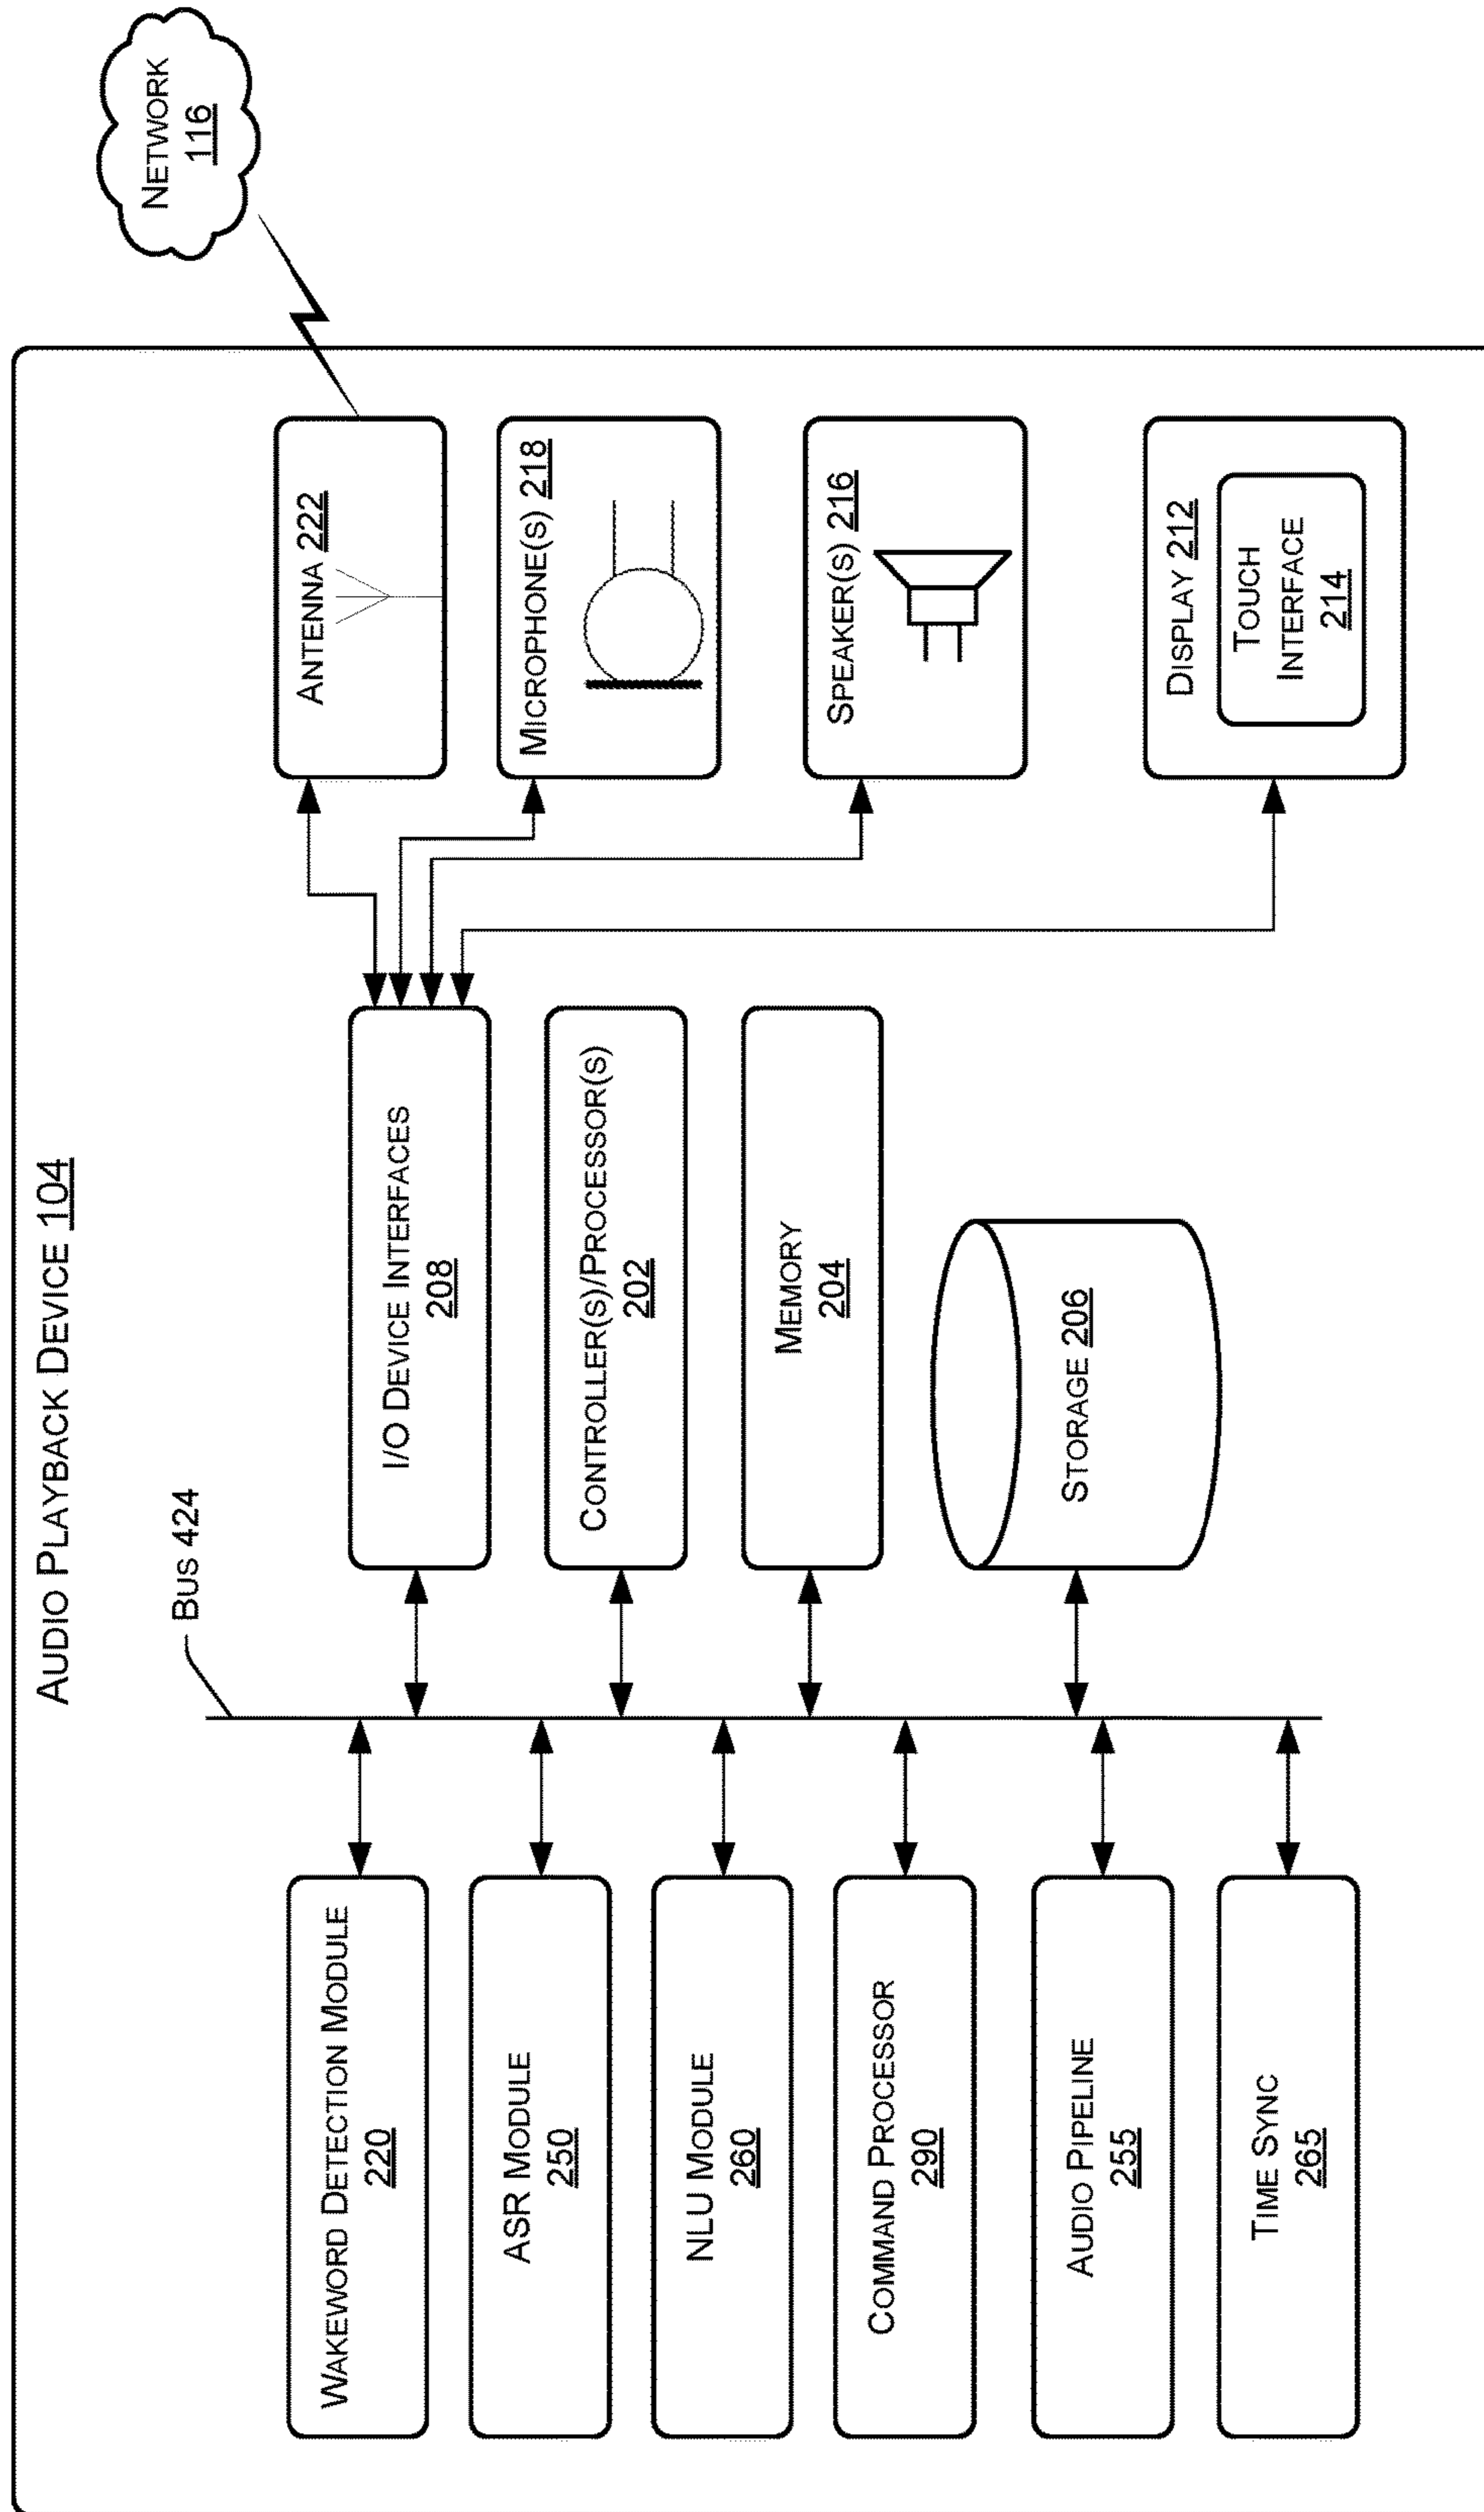 AUDIO PLAYBACK DEVICE 104
BUS 424
WAKEWORD DETECTION MODULE
220
ASR MODULE
250
NLU MODULE
260
COMMAND PROCESSOR
290
AUDIO PIPELINE
255
TIME SYNC
265
I/O DEVICE INTERFACES
208
CONTROLLER(S)/PROCESSOR(S)
202
MEMORY
204
STORAGE 206
ANTENNA 222
MICROPHONE(S) 218
SPEAKER(S) 216
DISPLAY 212
TOUCH
INTERFACE
214
NETWORK
116